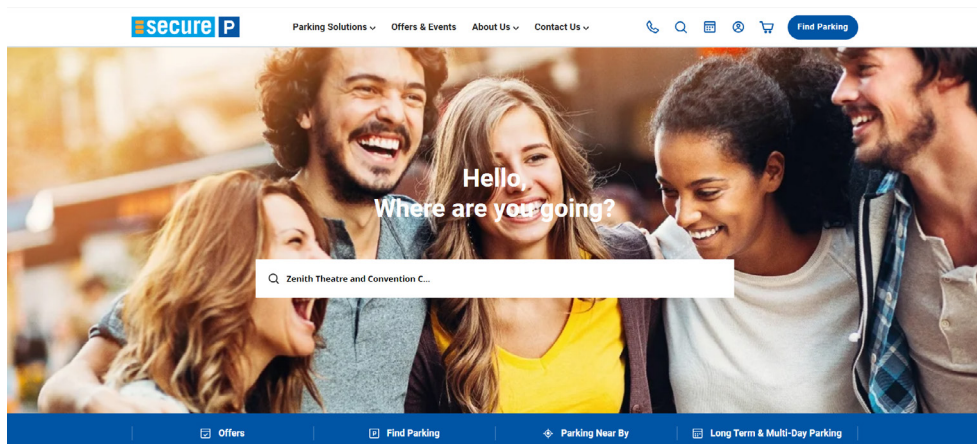 secure P
Parking Solutions
Offers & Events
About Us
Contact Us
Find Parking
Hello,
Where are you going?
Zenith Theatre and Convention C...
Offers
P Find Parking
Parking Near By
Long Term & Multi-Day Parking